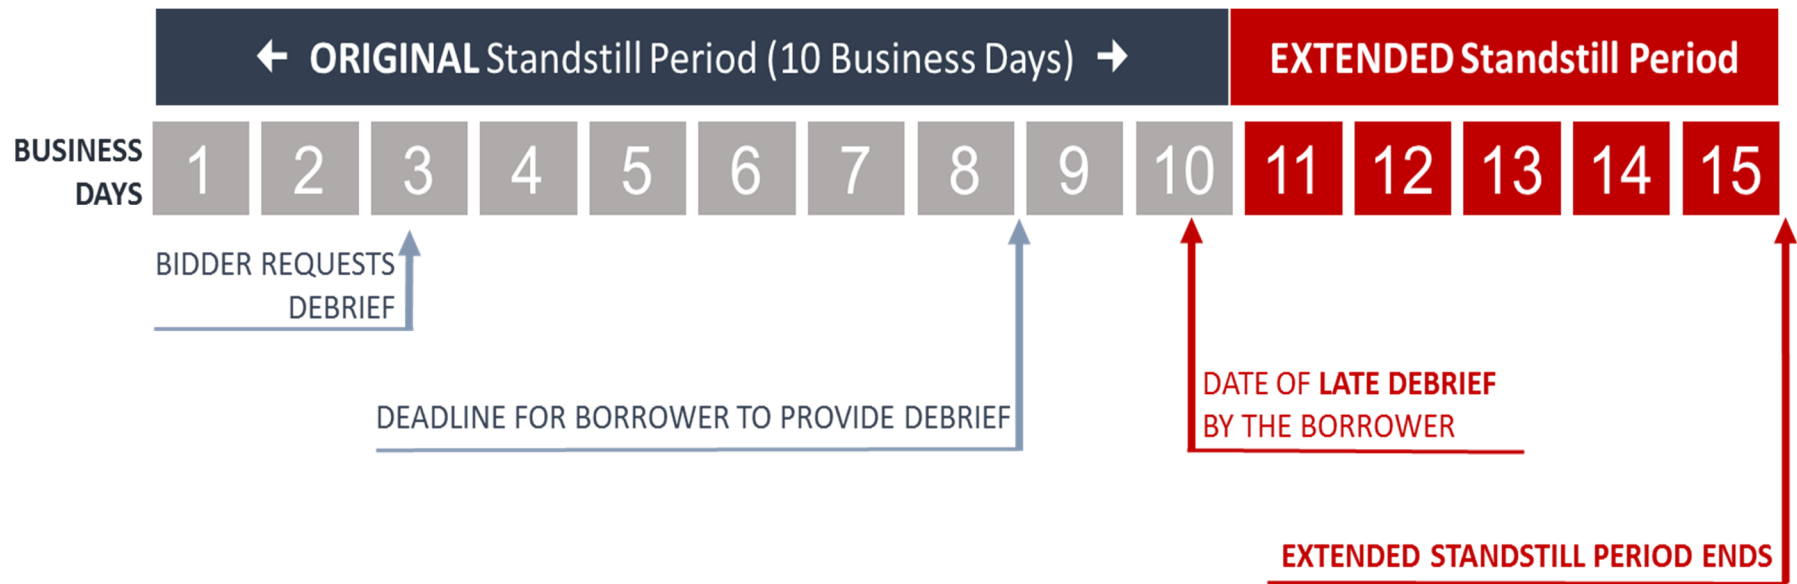 ← ORIGINAL Standstill Period (10 Business Days) →
EXTENDED Standstill Period
BUSINESS
DAYS
1 2 3 4 5 6 7 8 9 10 11 12 13 14 15
BIDDER REQUESTS
DEBRIEF
DEADLINE FOR BORROWER TO PROVIDE DEBRIEF
DATE OF LATE DEBRIEF
BY THE BORROWER
EXTENDED STANDSTILL PERIOD ENDS